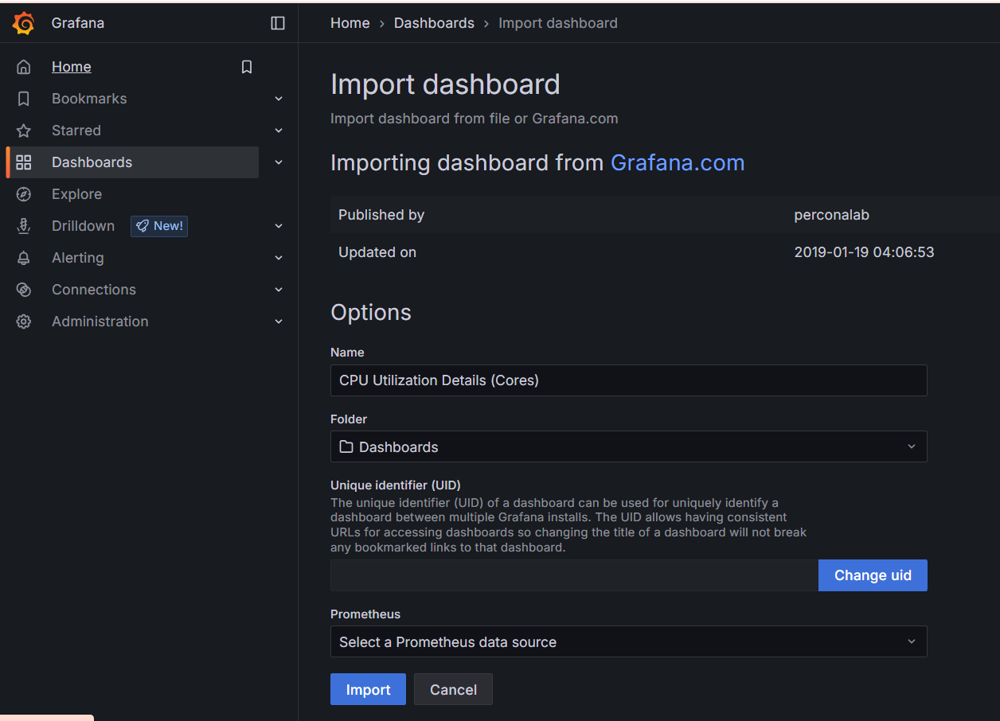 Grafana
Home › Dashboards › Import dashboard
Home
Bookmarks
Starred
Dashboards
Explore
Drilldown New!
Alerting
Connections
Administration
Import dashboard
Import dashboard from file or Grafana.com
Importing dashboard from Grafana.com
Published by perconalab
Updated on 2019-01-19 04:06:53
Options
Name
CPU Utilization Details (Cores)
Folder
Dashboards
Unique identifier (UID)
The unique identifier (UID) of a dashboard can be used for uniquely identify a
dashboard between multiple Grafana installs. The UID allows having consistent
URLs for accessing dashboards so changing the title of a dashboard will not break
any bookmarked links to that dashboard.
Change uid
Prometheus
Select a Prometheus data source
Import Cancel